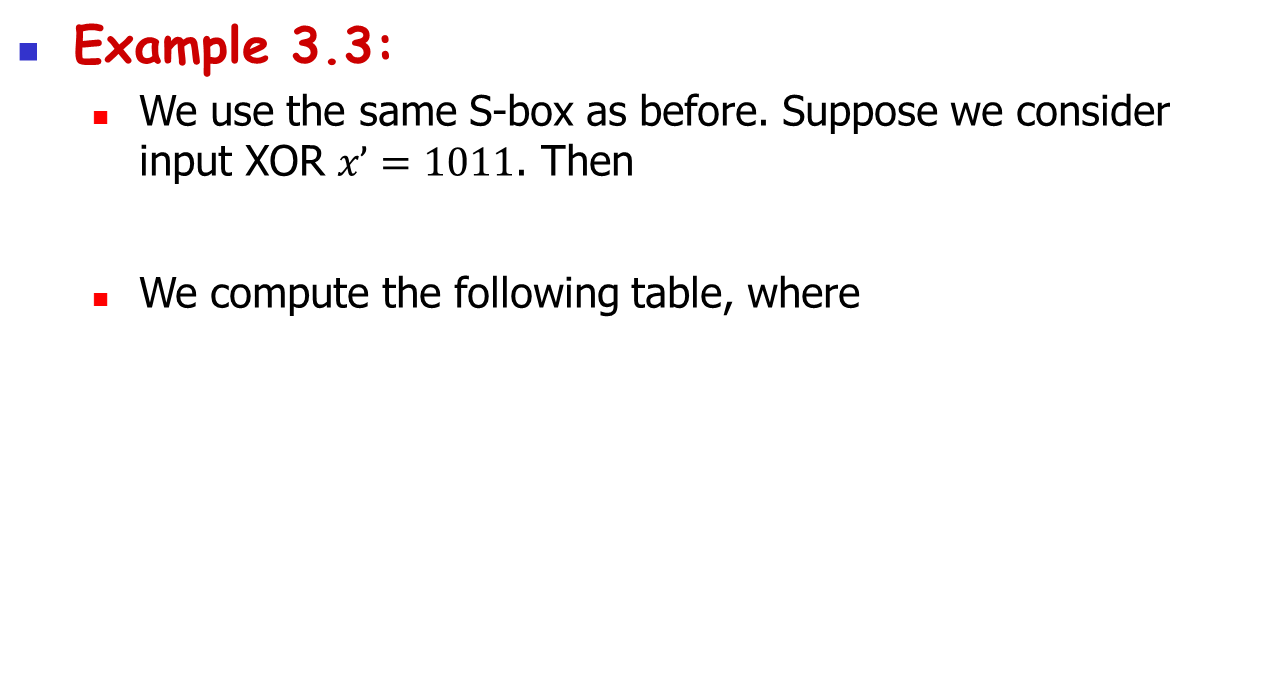 Example 3.3:
We use the same S-box as before. Suppose we consider
input XOR x’ = 1011. Then
We compute the following table, where